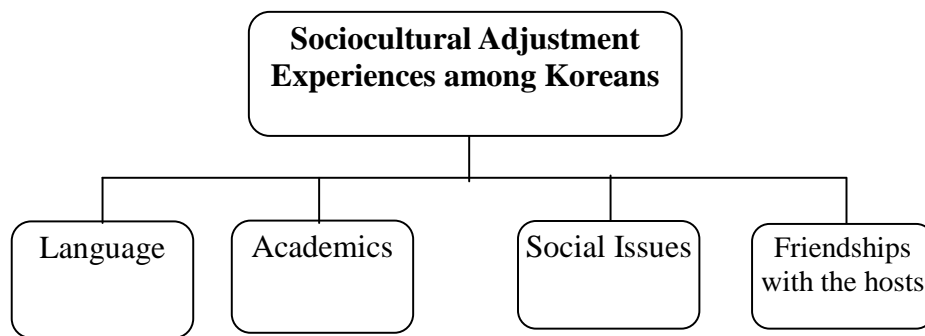 Sociocultural Adjustment
Experiences among Koreans
Language
Academics
Social Issues
Friendships
with the hosts